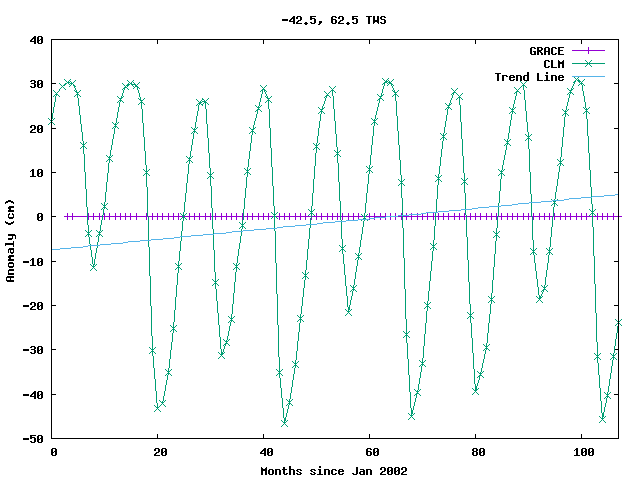 -42.5, 62.5 TWS
GRACE
CLM
Trend Line
40
30
20
10
0
-10
-20
-30
-40
-50
Anomaly (cm)
0 20 40 60 80 100
Months since Jan 2002